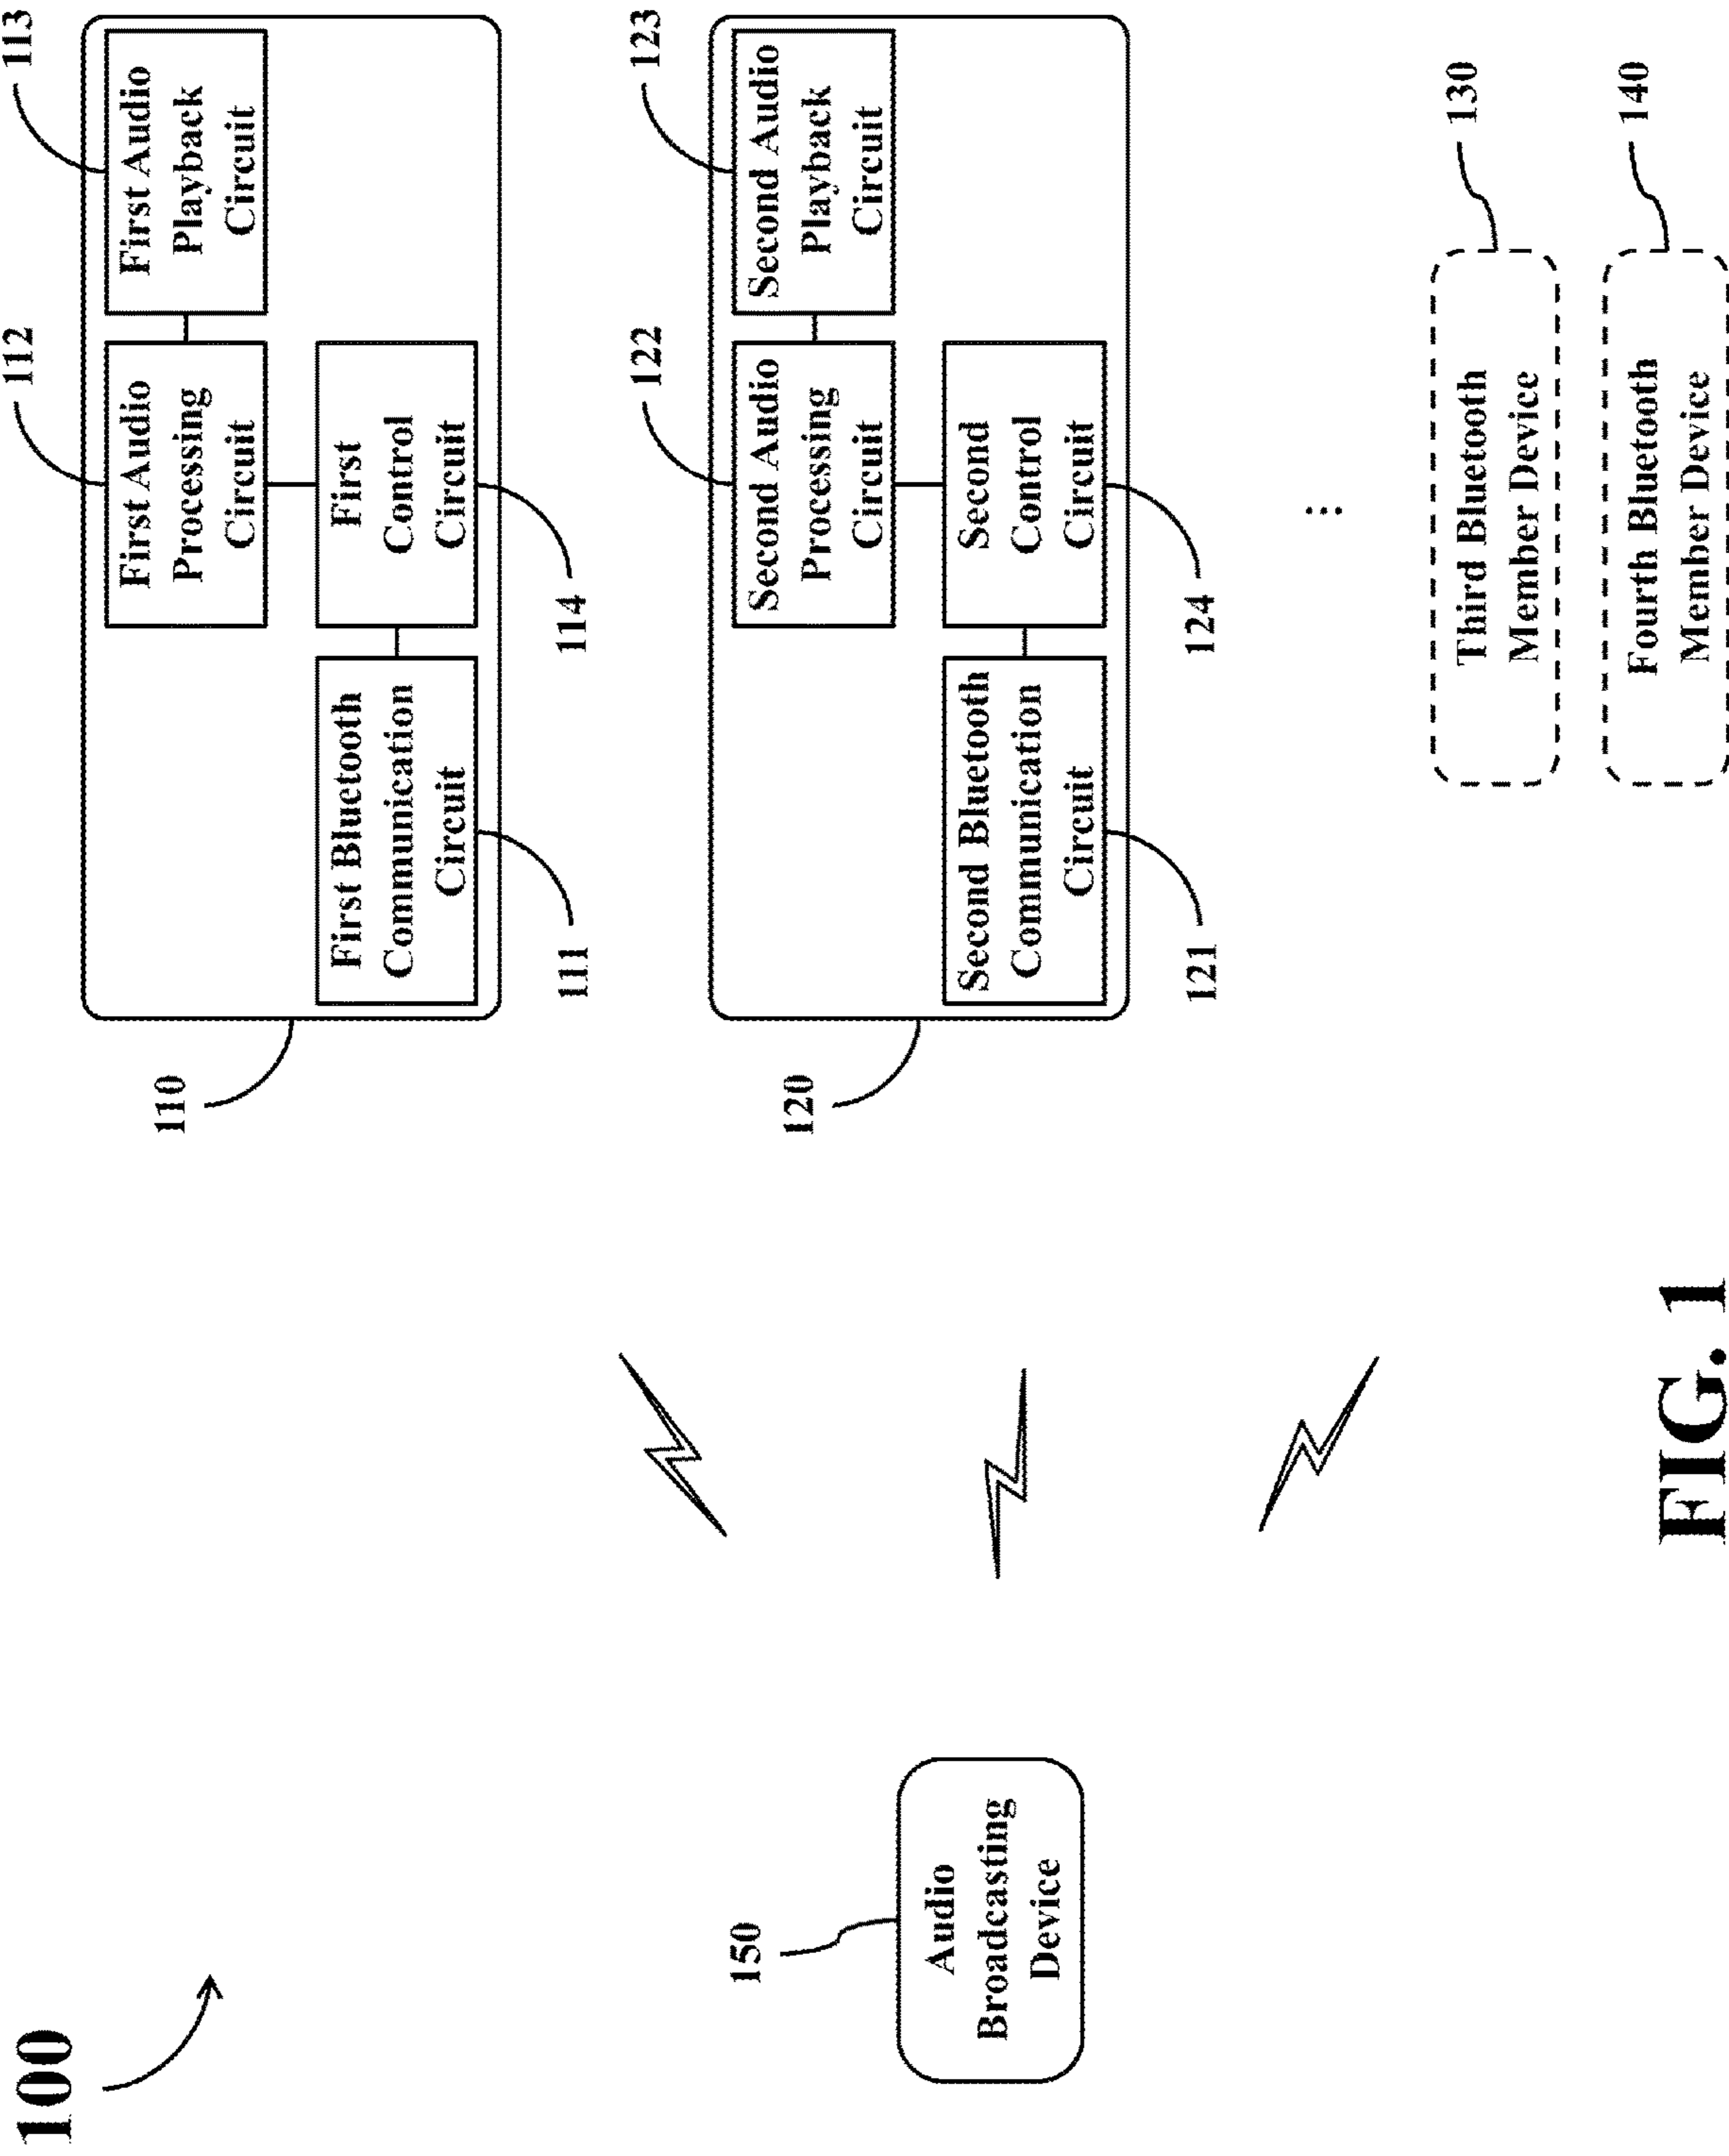 100
110
112
113
First Audio
Processing
Circuit
First Audio
Playback
Circuit
First Bluetooth
Communication
Circuit
First
Control
Circuit
111
114
150
Audio
Broadcasting
Device
120
122
123
Second Audio
Processing
Circuit
Second Audio
Playback
Circuit
Second Bluetooth
Communication
Circuit
Second
Control
Circuit
121
124
...
Third Bluetooth
Member Device
130
Fourth Bluetooth
Member Device
140
FIG. 1